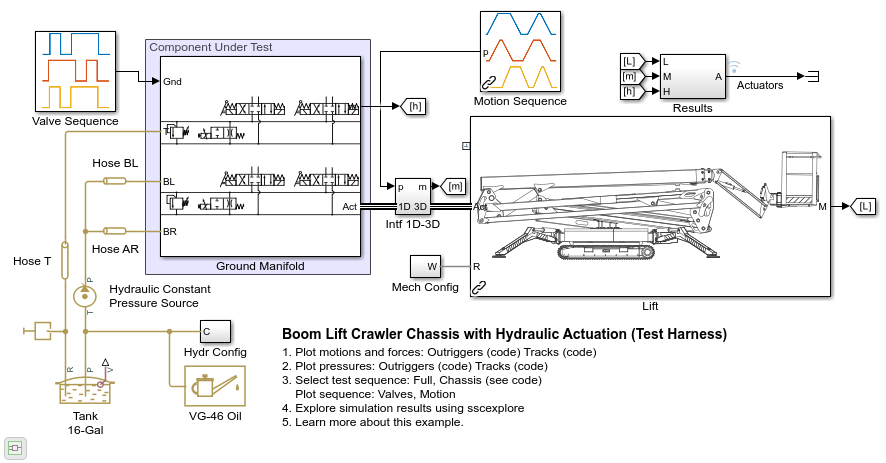 Component Under Test
Gnd
T
BL
BR
Act
Ground Manifold
Valve Sequence
Hose BL
Hose AR
Hose T
P
T
Hydraulic Constant
Pressure Source
R
P
V
Tank
16-Gal
C
Hydr Config
VG-46 Oil
[h]
p
Motion Sequence
p
m
1D 3D
Intf 1D-3D
[m]
W
Mech Config
Act
R
M
Lift
[L]
[L]
[m]
[h]
L
M
H
A
Results
Actuators
Boom Lift Crawler Chassis with Hydraulic Actuation (Test Harness)
1. Plot motions and forces: Outriggers (code) Tracks (code)
2. Plot pressures: Outriggers (code) Tracks (code)
3. Select test sequence: Full, Chassis (see code)
Plot sequence: Valves, Motion
4. Explore simulation results using sscexplore
5. Learn more about this example.